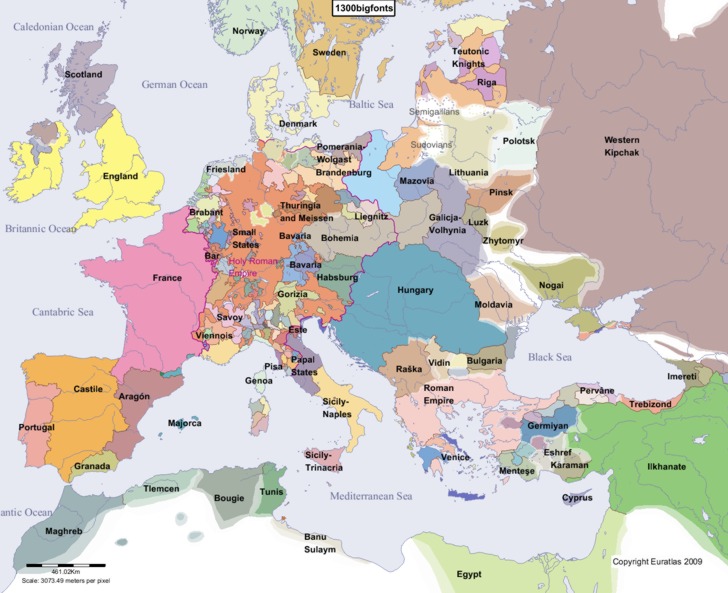 1300bigfonts
Caledonian Ocean
Norway
Sweden
Scotland
Teutonic
Knights
Riga
German Ocean
Baltic Sea
Semigallians
Denmark
Sudovians
Polotsk
Western
Kipchak
Pomerania-
Wolgast
Friesland
Brandenburg
Mazovia
Lithuania
England
Pinsk
Thuringia
and Meissen
Brabant
Liegnitz
Galicja-
Volhynia
Luzk
Britannic Ocean
Small
States
Bavaria
Bohemia
Zhytomyr
Bar
Holy Roman
Empire
Bavaria
France
Habsburg
Nogai
Hungary
Gorizia
Moldavia
Cantabric Sea
Savoy
Este
Viennois
Black Sea
Papal
States
Vidin
Bulgaria
Raška
Pisa
Imereti
Genoa
Castile
Roman
Empire
Pervâne
Aragón
Sicily-
Naples
Trebizond
Majorca
Portugal
Germiyan
Eshref
Venice
Sicily-
Trinacria
Granada
Menteşe
Karaman
Ilkhanate
Tlemcen
Bougie
Tunis
Mediterranean Sea
Cyprus
antic Ocean
Maghreb
Banu
Sulaym
Egypt
Copyright Euratlas 2009
461.02Km
Scale: 3073.49 meters per pixel